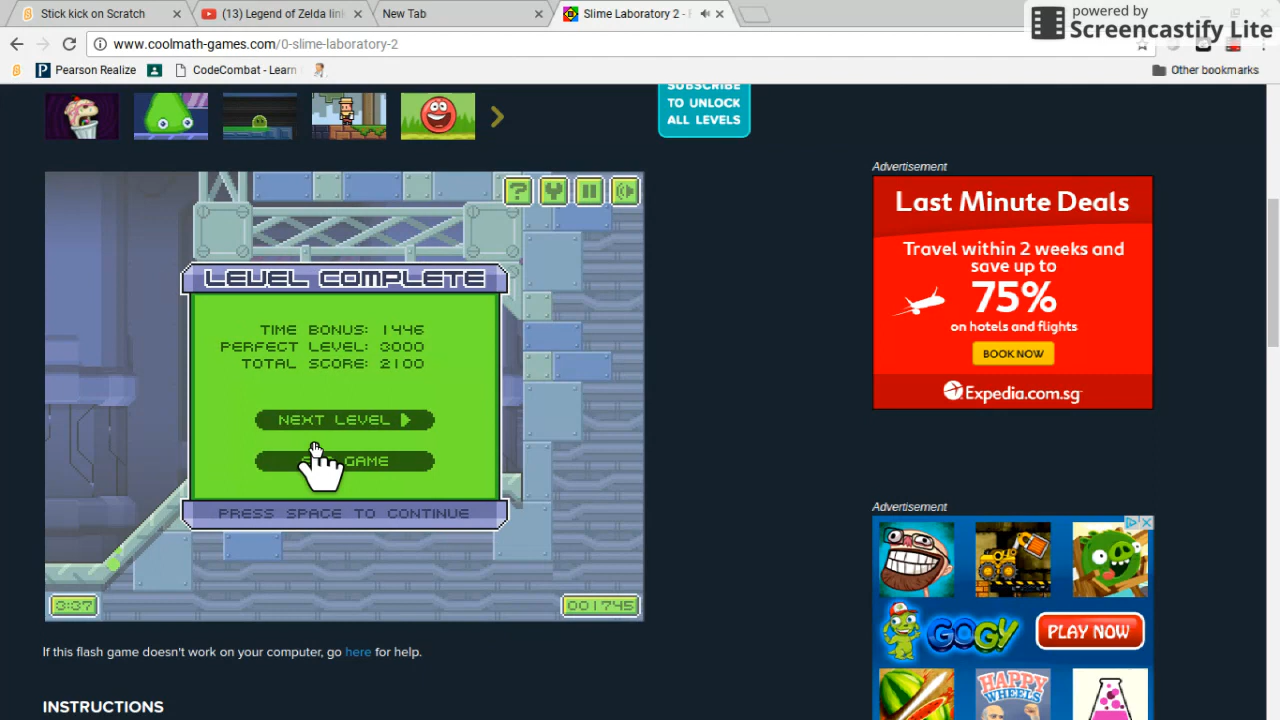 Stick kick on Scratch
(13) Legend of Zelda lin
New Tab
Slime Laboratory 2 -
powered by
Screencastify Lite
www.coolmath-games.com/0-slime-laboratory-2
Pearson Realize
CodeCombat - Learn
Other bookmarks
SUBSCRIBE
TO UNLOCK
ALL LEVELS
Advertisement
Last Minute Deals
Travel within 2 weeks and
save up to
75%
on hotels and flights
BOOK NOW
Expedia.com.sg
?
LEVEL COMPLETE
TIME BONUS: 1446
PERFECT LEVEL: 3000
TOTAL SCORE: 2100
NEXT LEVEL
GAME
PRESS SPACE TO CONTINUE
3:37
001745
Advertisement
GOGY
PLAY NOW
HAPPY
WHEELS
If this flash game doesn't work on your computer, go here for help.
INSTRUCTIONS